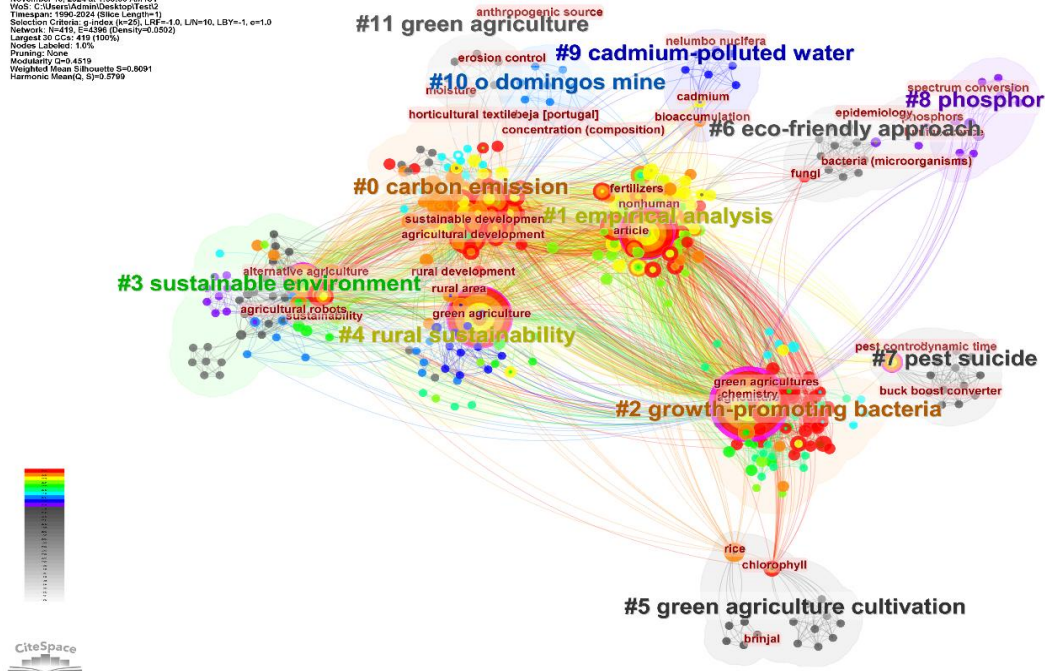 WoS: C:\Users\Admin\Desktop\Test\2
Timespan: 1990-2024 (Slice Length=1)
Selection Criteria: g-index (k=25), LRF=-1.0, L/N=10, LBY=-1, e=1.0
Network: N=419, E=4396 (Density=0.0502)
Largest 30 CCs: 419 (100%)
Nodes Labeled: 1.0%
Pruning: None
Modularity Q=0.4519
Weighted Mean Silhouette S=0.8091
Harmonic Mean(Q, S)=0.5799
anthropogenic source
#11 green agriculture
nelumbo nucifera
#9 cadmium-polluted water
erosion control
#10 o domingos mine
moisture
cadmium
spectrum conversion
#8 phosphor
horticultural textile
beja [portugal]
bioaccumulation
epidemiology
phosphors
concentration (composition)
#6 eco-friendly approach
bacteria (microorganisms)
fungi
#0 carbon emission
fertilizers
nonhuman
sustainable developmen
#1 empirical analysis
agricultural development
article
alternative agriculture
rural development
#3 sustainable environment
rural area
agricultural robots
sustainability
green agriculture
#4 rural sustainability
pest control
dynamic time
#7 pest suicide
green agricultures
buck boost converter
chemistry
#2 growth-promoting bacteria
rice
chlorophyll
#5 green agriculture cultivation
brinjal
CiteSpace